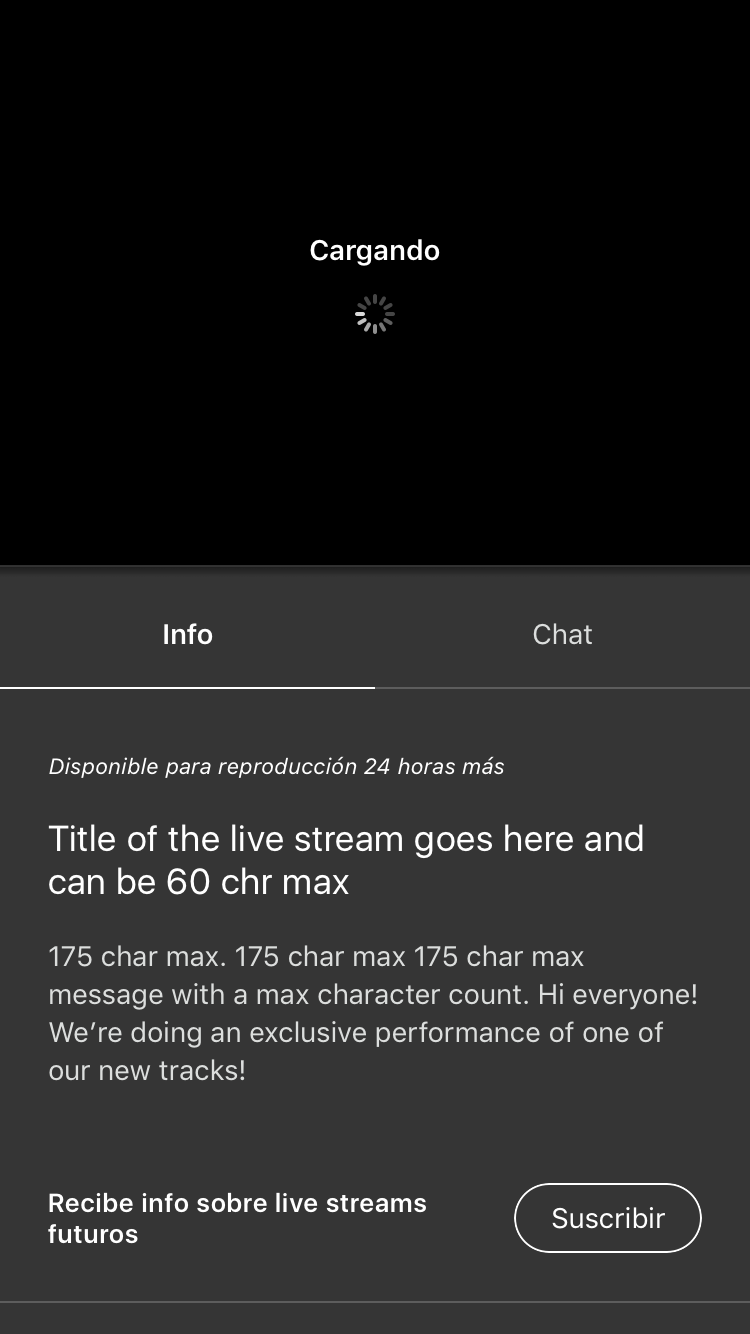 Cargando
Info
Chat
Disponible para reproducción 24 horas más
Title of the live stream goes here and
can be 60 chr max
175 char max. 175 char max 175 char max
message with a max character count. Hi everyone!
We’re doing an exclusive performance of one of
our new tracks!
Recibe info sobre live streams
futuros
Suscribir